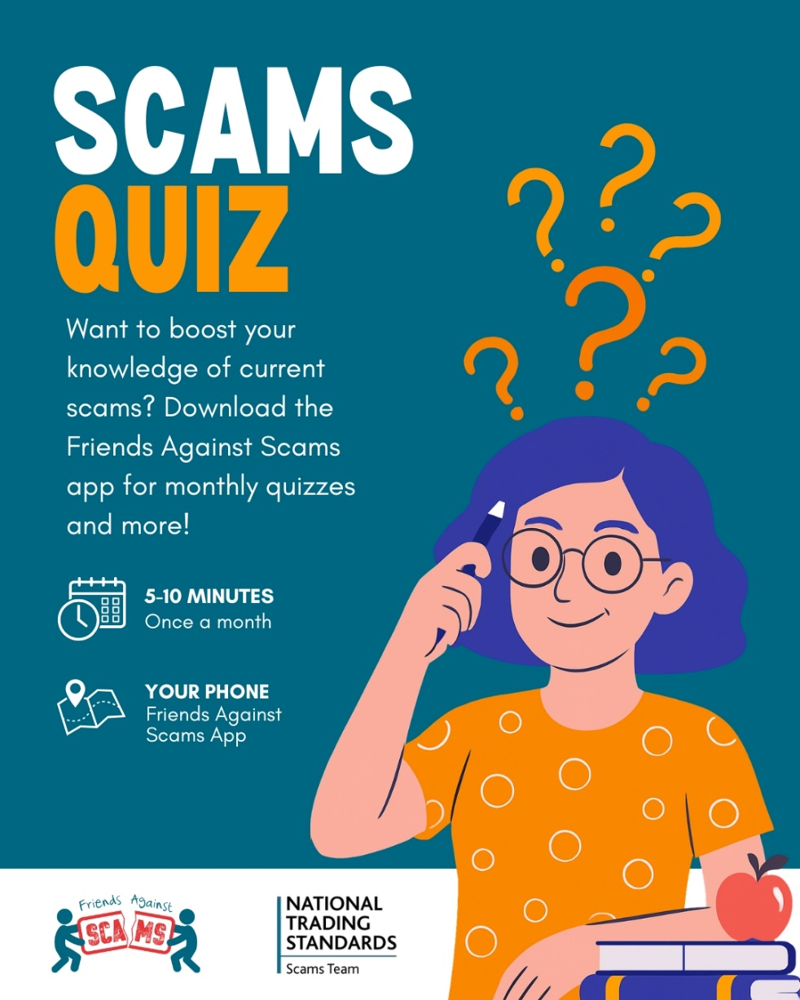 SCAMS
QUIZ
Want to boost your
knowledge of current
scams? Download the
Friends Against Scams
app for monthly quizzes
and more!
5-10 MINUTES
Once a month
YOUR PHONE
Friends Against
Scams App
Friends Against
SCAMS
NATIONAL
TRADING
STANDARDS
Scams Team